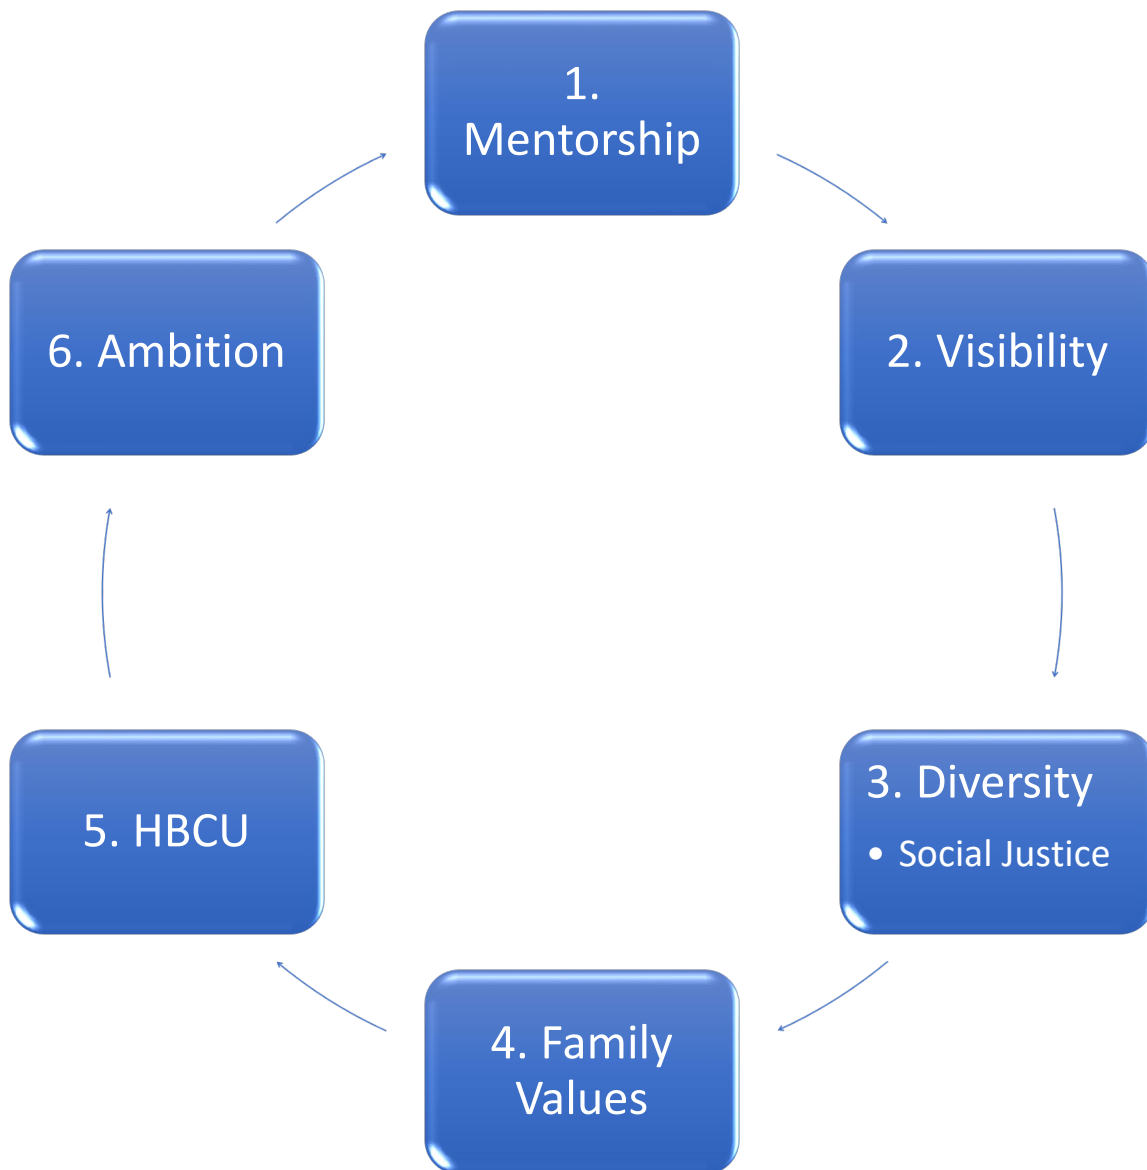 1.
Mentorship
2. Visibility
3. Diversity
• Social Justice
4. Family
Values
5. HBCU
6. Ambition